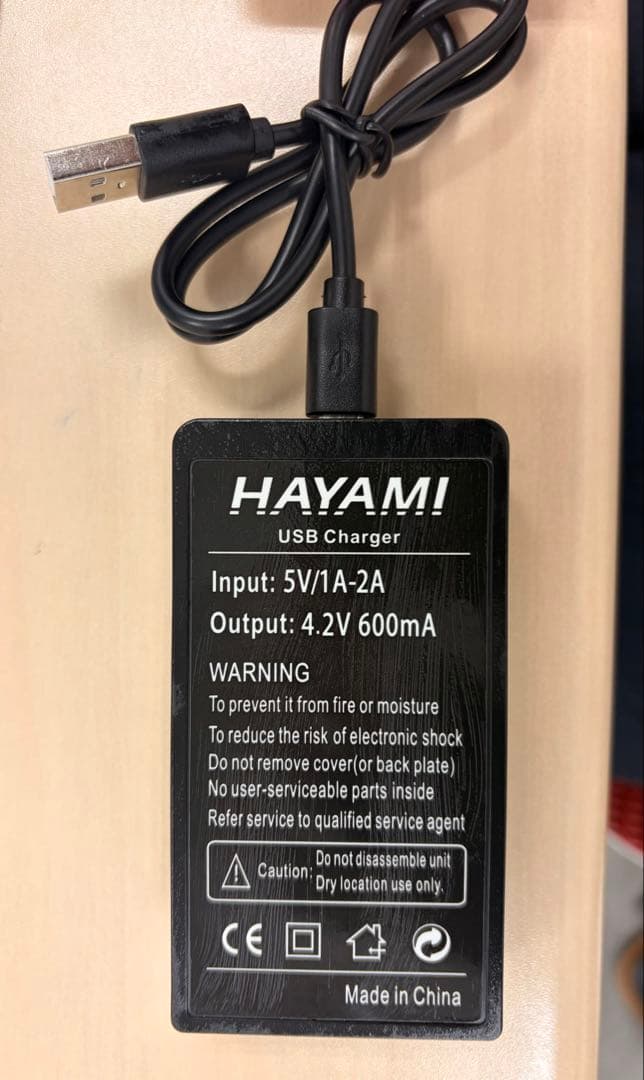 HAYAMI
USB Charger
Input: 5V/1A-2A
Output: 4.2V 600mA
WARNING
To prevent it from fire or moisture
To reduce the risk of electronic shock
Do not remove cover(or back plate)
No user-serviceable parts inside
Refer service to qualified service agent
Caution: Do not disassemble unit
Dry location use only.
CE
Made in China